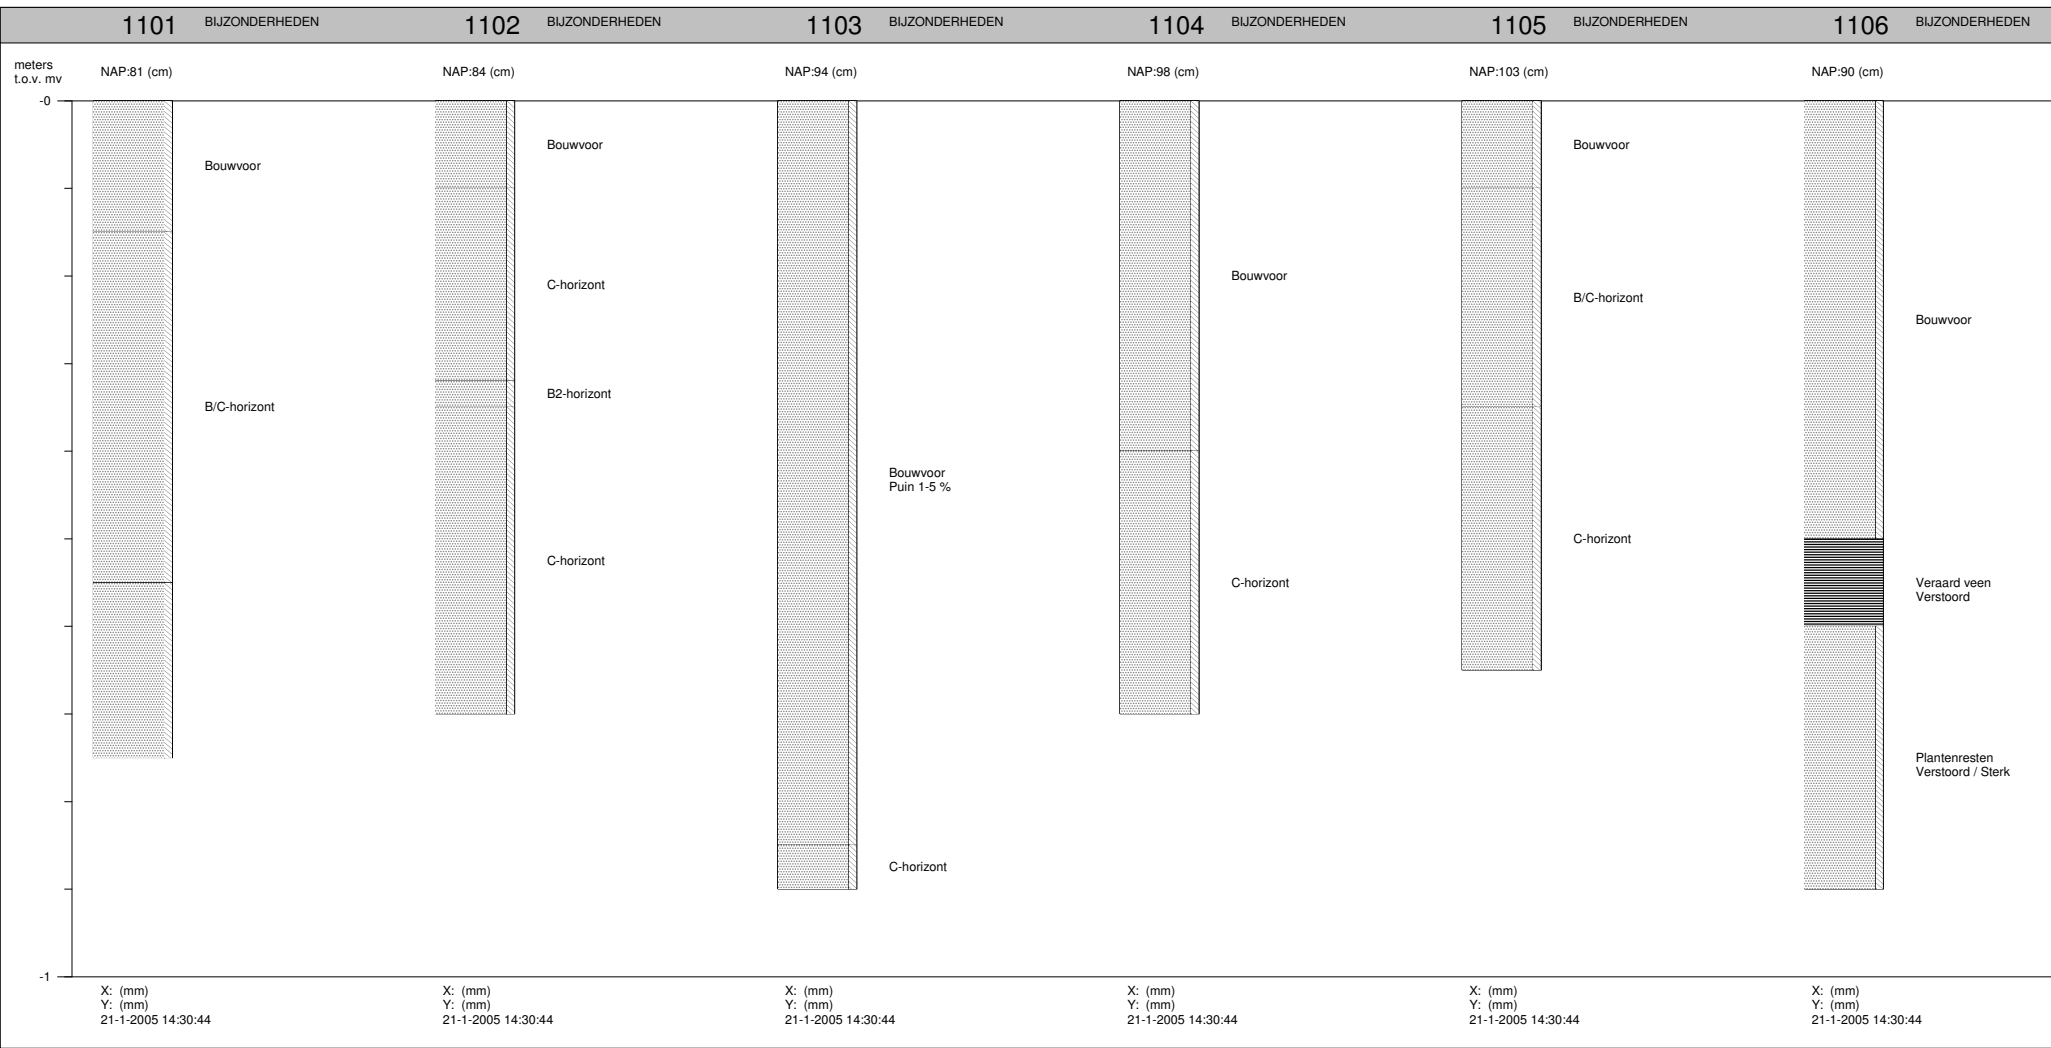 1101 BIJZONDERHEDEN 1102 BIJZONDERHEDEN 1103 BIJZONDERHEDEN 1104 BIJZONDERHEDEN 1105 BIJZONDERHEDEN 1106 BIJZONDERHEDEN
meters
t.o.v. mv
NAP:81 (cm) NAP:84 (cm) NAP:94 (cm) NAP:98 (cm) NAP:103 (cm) NAP:90 (cm)
-0
Bouwvoor Bouwvoor
Bouwvoor
Bouwvoor
C-horizont
B/C-horizont
Bouwvoor
B2-horizont
B/C-horizont
Bouwvoor
Puin 1-5 %
C-horizont
C-horizont
C-horizont
Veraard veen
Verstoord
Plantenresten
Verstoord / Sterk
C-horizont
-1
X: (mm) X: (mm) X: (mm) X: (mm) X: (mm) X: (mm)
Y: (mm) Y: (mm) Y: (mm) Y: (mm) Y: (mm) Y: (mm)
21-1-2005 14:30:44 21-1-2005 14:30:44 21-1-2005 14:30:44 21-1-2005 14:30:44 21-1-2005 14:30:44 21-1-2005 14:30:44